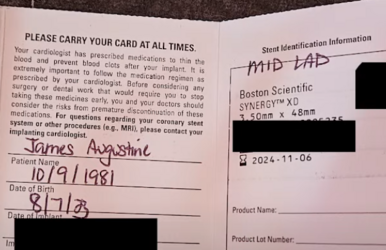 PLEASE CARRY YOUR CARD AT ALL TIMES.
Your cardiologist has prescribed medications to thin the
blood and prevent blood clots after your implant. It is
extremely important to follow the medication regimen as
prescribed by your cardiologist. Before considering any
surgery or dental work that would require you to stop
taking these medications early, you and your doctors should
consider the risks from premature discontinuation of these
medications. For questions regarding your coronary stent
system or other procedures (e.g., MRI), please contact your
implanting cardiologist.
James Augustine
Patient Name
10/9/1981
Date of Birth
8/7/23
Date of Implant
Im
Stent Identification Information
MID LAD
Boston Scientific
SYNERGY™ XD
3.50mm x 48mm
2024-11-06
Product Name:
Product Lot Number: